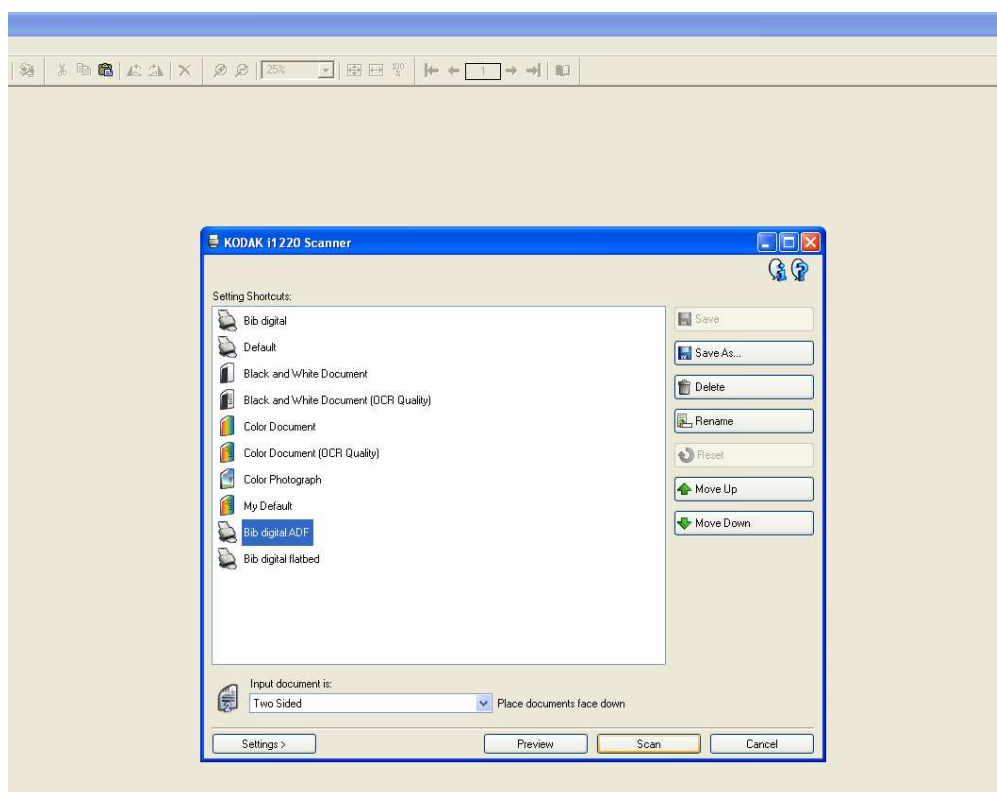 25%
100
%
1
KODAK i1220 Scanner
Setting Shortcuts:
Bib digital
Default
Black and White Document
Black and White Document (OCR Quality)
Color Document
Color Document (OCR Quality)
Color Photograph
My Default
Bib digital ADF
Bib digital flatbed
Save
Save As...
Delete
Rename
Reset
Move Up
Move Down
Input document is:
Two Sided
Place documents face down
Settings >
Preview
Scan
Cancel